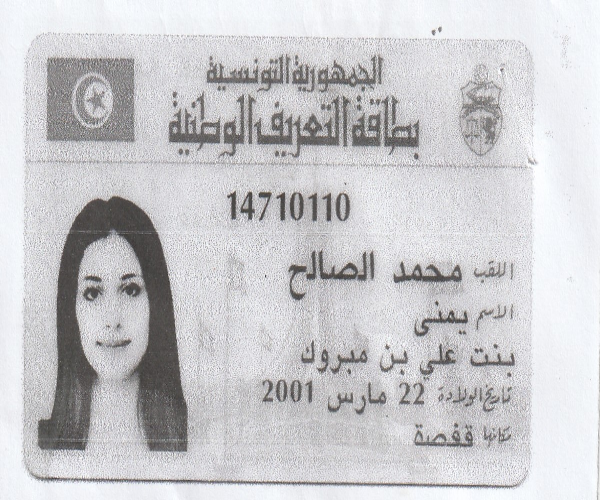 الجمهورية التونسية
بطاقة التعريف الوطنية
14710110
اللقب محمد الصالح
الاسم يمنى
بنت علي بن مبروك
تاريخ الولادة 22 مارس 2001
مكانها قفصة